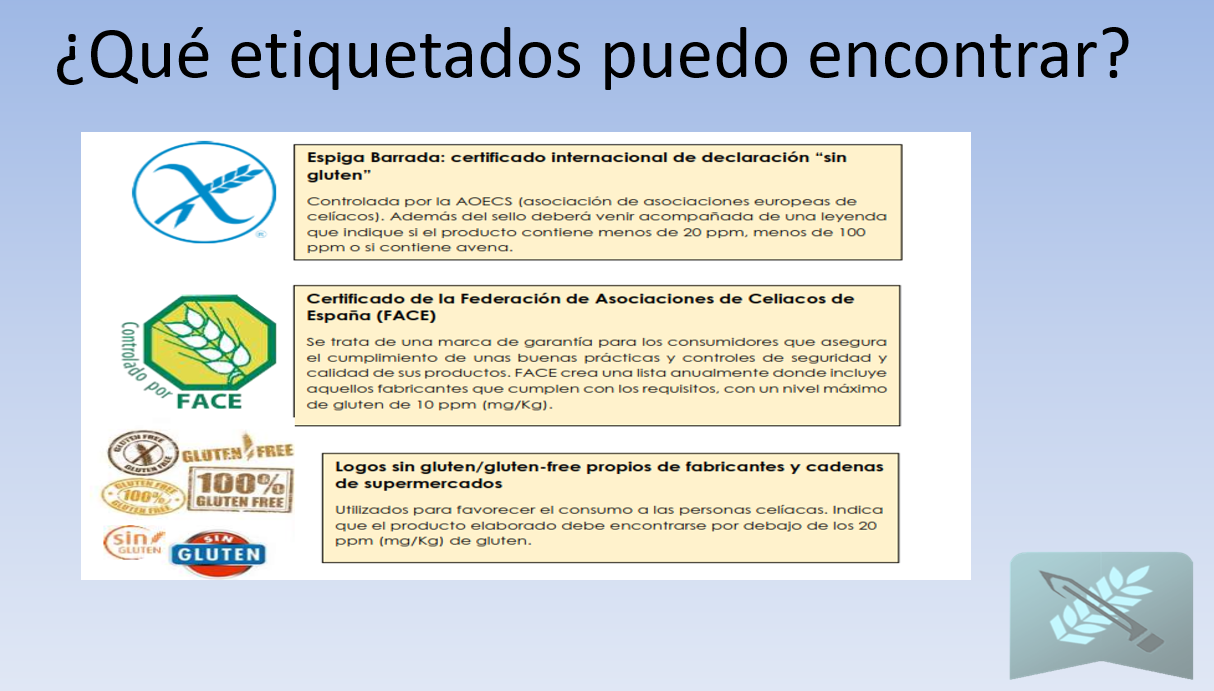 ¿Qué etiquetados puedo encontrar?
Espiga Barrada: certificado internacional de declaración “sin
gluten”
Controlada por la AOECS (asociación de asociaciones europeas de
celíacos). Además del sello deberá venir acompañada de una leyenda
que indique si el producto contiene menos de 20 ppm, menos de 100
ppm o si contiene avena.
®
Certificado de la Federación de Asociaciones de Celiacos de
España (FACE)
Se trata de una marca de garantía para los consumidores que asegura
el cumplimiento de unas buenas prácticas y controles de seguridad y
calidad de sus productos. FACE crea una lista anualmente donde incluye
aquellos fabricantes que cumplen con los requisitos, con un nivel máximo
de gluten de 10 ppm (mg/Kg).
Controlado por
FACE
GLUTEN FREE
GLUTEN FREE
GLUTEN FREE
GLUTEN FREE
100%
GLUTEN FREE
100%
GLUTEN FREE
sin
GLUTEN
SIN
GLUTEN
Logos sin gluten/gluten-free propios de fabricantes y cadenas
de supermercados
Utilizados para favorecer el consumo a las personas celíacas. Indica
que el producto elaborado debe encontrarse por debajo de los 20
ppm (mg/Kg) de gluten.